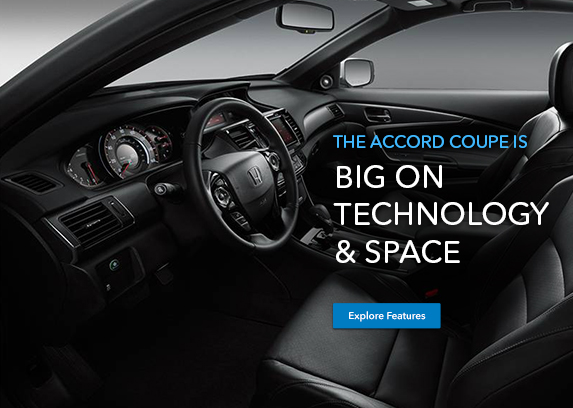 THE ACCORD COUPE IS
BIG ON
TECHNOLOGY
& SPACE
Explore Features